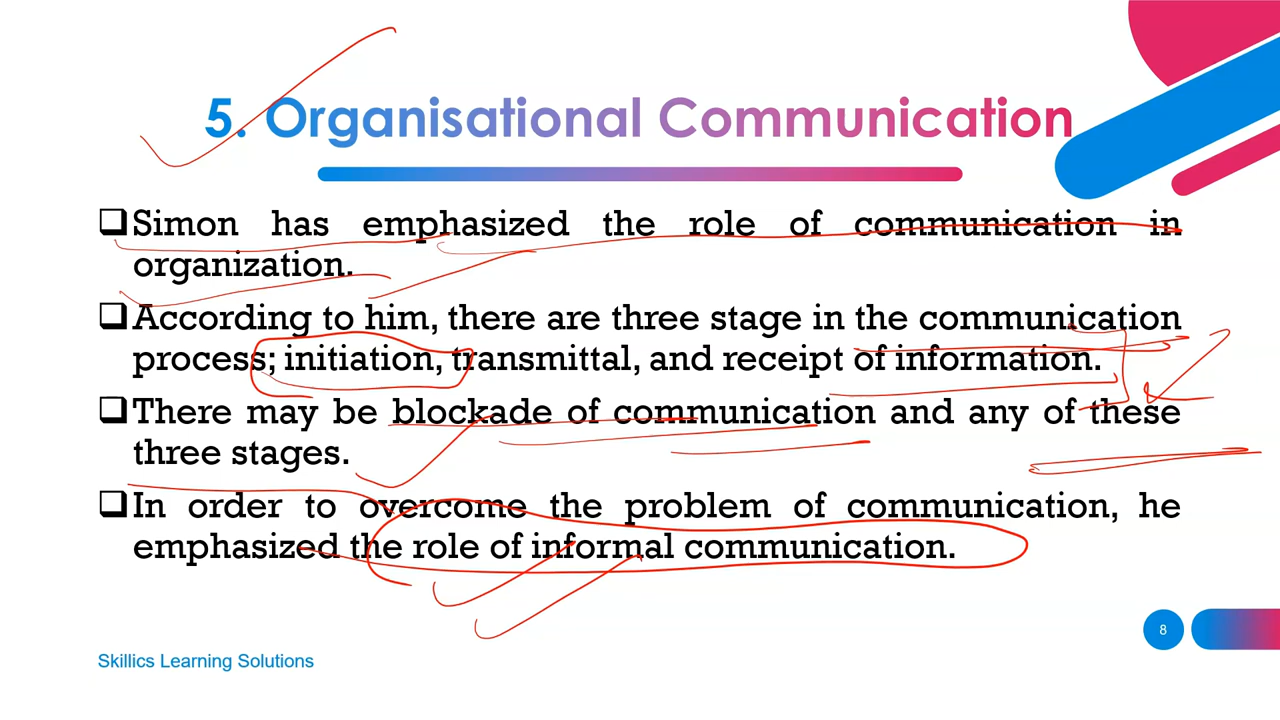 5. Organisational Communication
❑Simon has emphasized the role of communication in
organization.
❑According to him, there are three stage in the communication
process; initiation, transmittal, and receipt of information.
❑There may be blockade of communication and any of these
three stages.
❑In order to overcome the problem of communication, he
emphasized the role of informal communication.
8
Skillics Learning Solutions